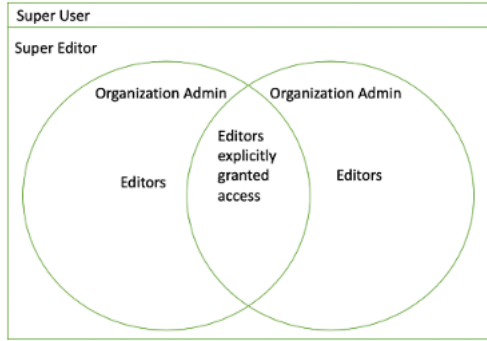 Super User
Super Editor
Organization Admin
Organization Admin
Editors
explicitly
granted
access
Editors
Editors